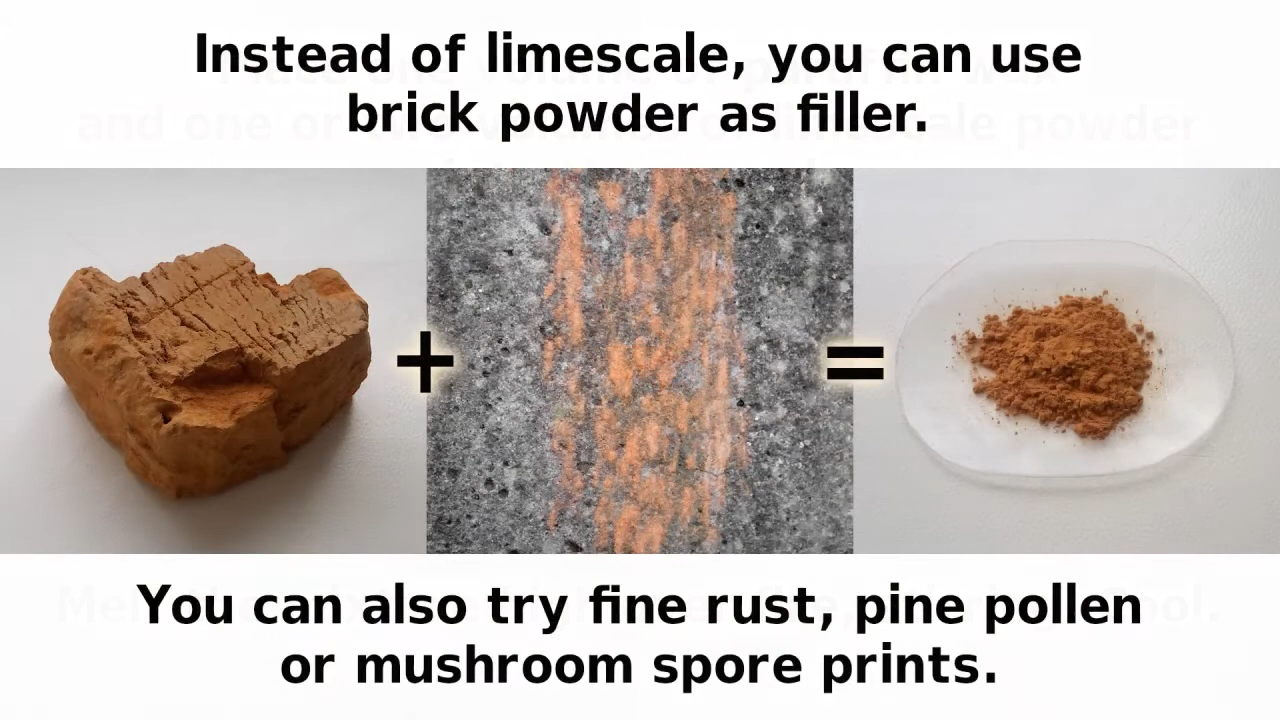 Instead of limescale, you can use
brick powder as filler.
+
=
You can also try fine rust, pine pollen
or mushroom spore prints.